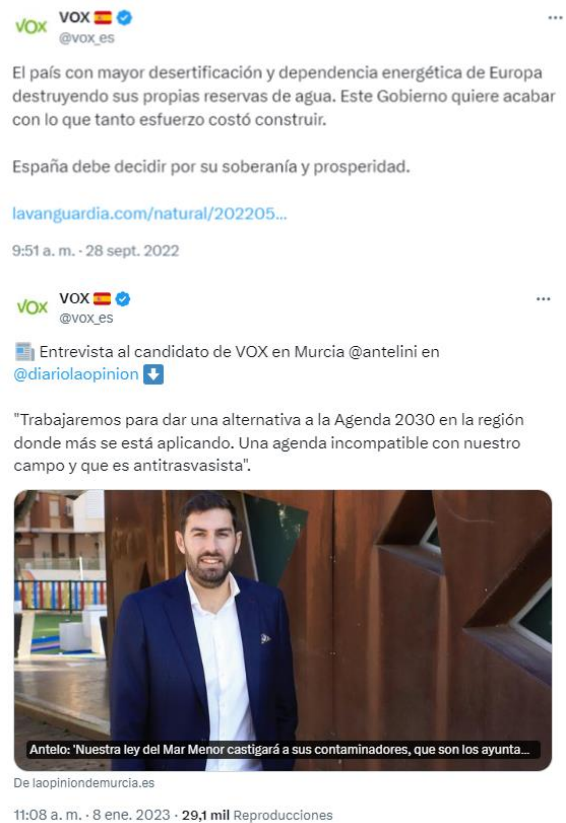 VOX
VOX
@vox_es
El país con mayor desertificación y dependencia energética de Europa
destruyendo sus propias reservas de agua. Este Gobierno quiere acabar
con lo que tanto esfuerzo costó construir.
España debe decidir por su soberanía y prosperidad.
lavanguardia.com/natural/202205...
9:51 a. m. · 28 sept. 2022
VOX
VOX
@vox_es
Entrevista al candidato de VOX en Murcia @antelini en
@diariolaopinion
"Trabajaremos para dar una alternativa a la Agenda 2030 en la región
donde más se está aplicando. Una agenda incompatible con nuestro
campo y que es antitrasvasista".
Antelo: 'Nuestra ley del Mar Menor castigará a sus contaminadores, que son los ayunta...
De laopiniondemurcia.es
11:08 a. m. · 8 ene. 2023 · 29,1 mil Reproducciones